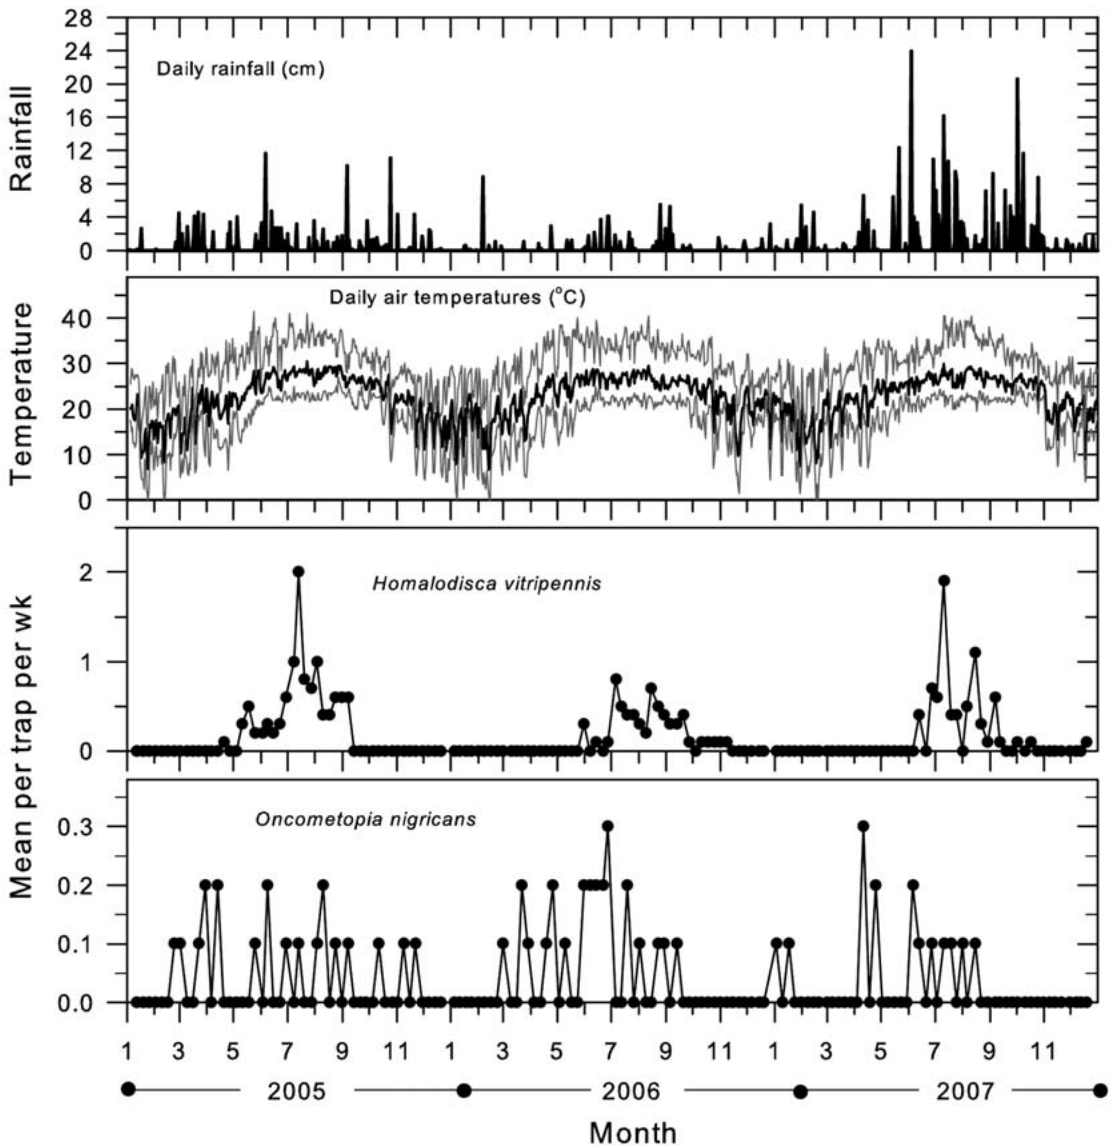 28
24
20
16
12
8
4
0
Rainfall
Daily rainfall (cm)
40
30
20
10
0
Temperature
Daily air temperatures (°C)
2
1
0
Homalodisca vitripennis
Mean per trap per wk
0.3
0.2
0.1
0.0
Oncometopia nigricans
1 3 5 7 9 11 1 3 5 7 9 11 1 3 5 7 9 11
2005 2006 2007
Month